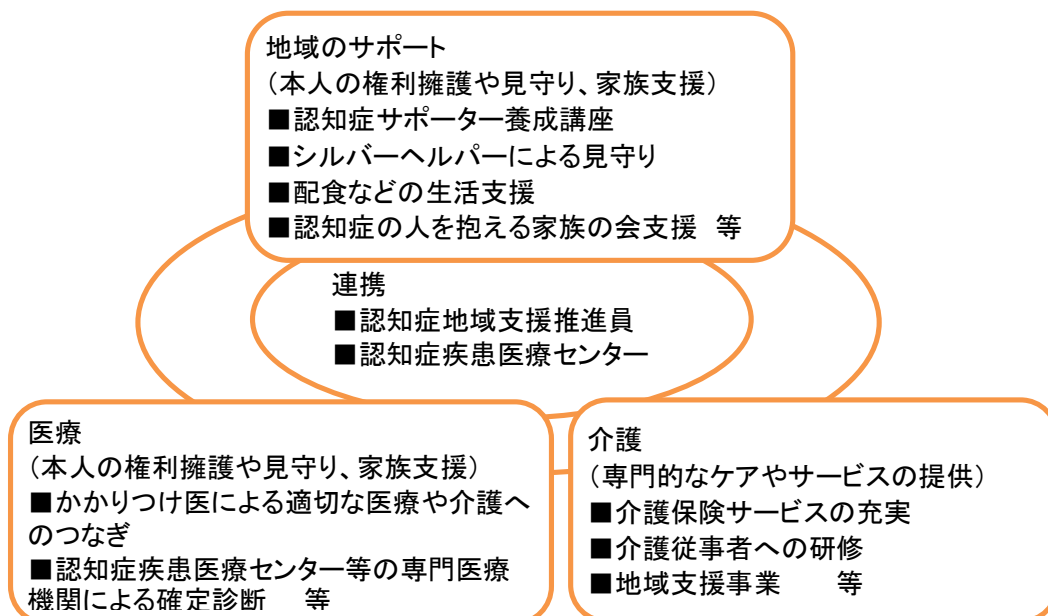 地域のサポート
（本人の権利擁護や見守り、家族支援）
■認知症サポーター養成講座
■シルバーヘルパーによる見守り
■配食などの生活支援
■認知症の人を抱える家族の会支援　等
連携
■認知症地域支援推進員
■認知症疾患医療センター
医療
（本人の権利擁護や見守り、家族支援）
■かかりつけ医による適切な医療や介護へ
のつなぎ
■認知症疾患医療センター等の専門医療
機関による確定診断　等
介護
（専門的なケアやサービスの提供）
■介護保険サービスの充実
■介護従事者への研修
■地域支援事業　　等